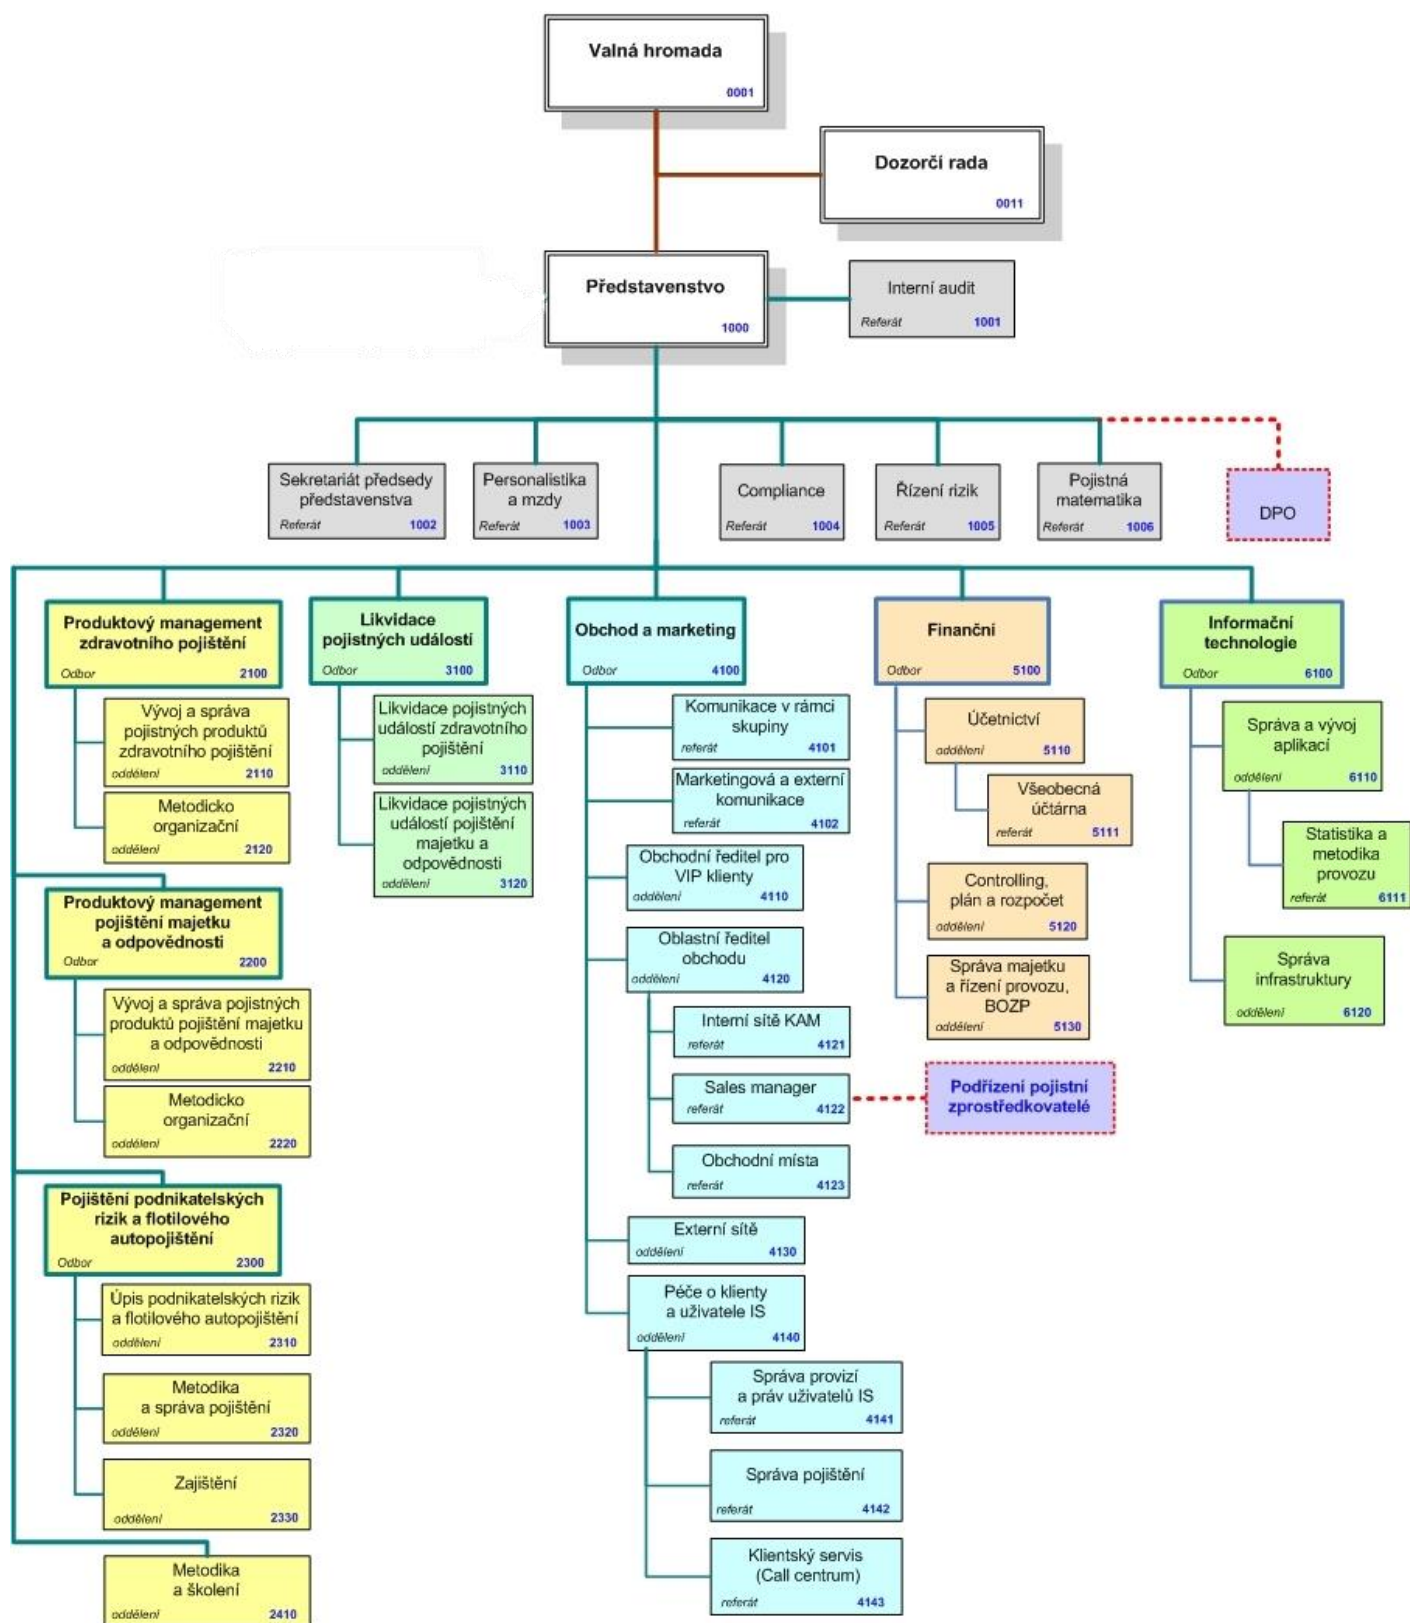 Valná hromada
0001
Dozorčí rada
0011
Představenstvo
1000
Interní audit
Referát 1001
Sekretariát předsedy
představenstva
Referát 1002
Personalistika
a mzdy
Referát 1003
Compliance
Referát 1004
Řízení rizik
Referát 1005
Pojistná
matematika
Referát 1006
DPO
Produktový management
zdravotního pojištění
Odbor 2100
Vývoj a správa
pojistných produktů
zdravotního pojištění
oddělení 2110
Metodicko
organizační
oddělení 2120
Produktový management
pojištění majetku
a odpovědnosti
Odbor 2200
Vývoj a správa pojistných
produktů pojištění majetku
a odpovědnosti
oddělení 2210
Metodicko
organizační
oddělení 2220
Pojištění podnikatelských
rizik a flotilového
autopojištění
Odbor 2300
Úpis podnikatelských rizik
a flotilového autopojištění
oddělení 2310
Metodika
a správa pojištění
oddělení 2320
Zajištění
oddělení 2330
Metodika
a školení
oddělení 2410
Likvidace
pojistných událostí
Odbor 3100
Likvidace pojistných
událostí zdravotního
pojištění
oddělení 3110
Likvidace pojistných
událostí pojištění
majetku a
odpovědnosti
oddělení 3120
Obchod a marketing
Odbor 4100
Komunikace v rámci
skupiny
referát 4101
Marketingová a externí
komunikace
referát 4102
Obchodní ředitel pro
VIP klienty
oddělení 4110
Oblastní ředitel
obchodu
oddělení 4120
Interní sítě KAM
referát 4121
Sales manager
referát 4122
Podřízení pojistní
zprostředkovatelé
Obchodní místa
referát 4123
Externí sítě
oddělení 4130
Péče o klienty
a uživatele IS
oddělení 4140
Správa provizí
a práv uživatelů IS
referát 4141
Správa pojištění
referát 4142
Klientský servis
(Call centrum)
referát 4143
Finanční
Odbor 5100
Účetnictví
oddělení 5110
Všeobecná
účtárna
referát 5111
Controlling,
plán a rozpočet
oddělení 5120
Správa majetku
a řízení provozu,
BOZP
oddělení 5130
Informační
technologie
Odbor 6100
Správa a vývoj
aplikací
oddělení 6110
Statistika a
metodika
provozu
referát 6111
Správa
infrastruktury
oddělení 6120